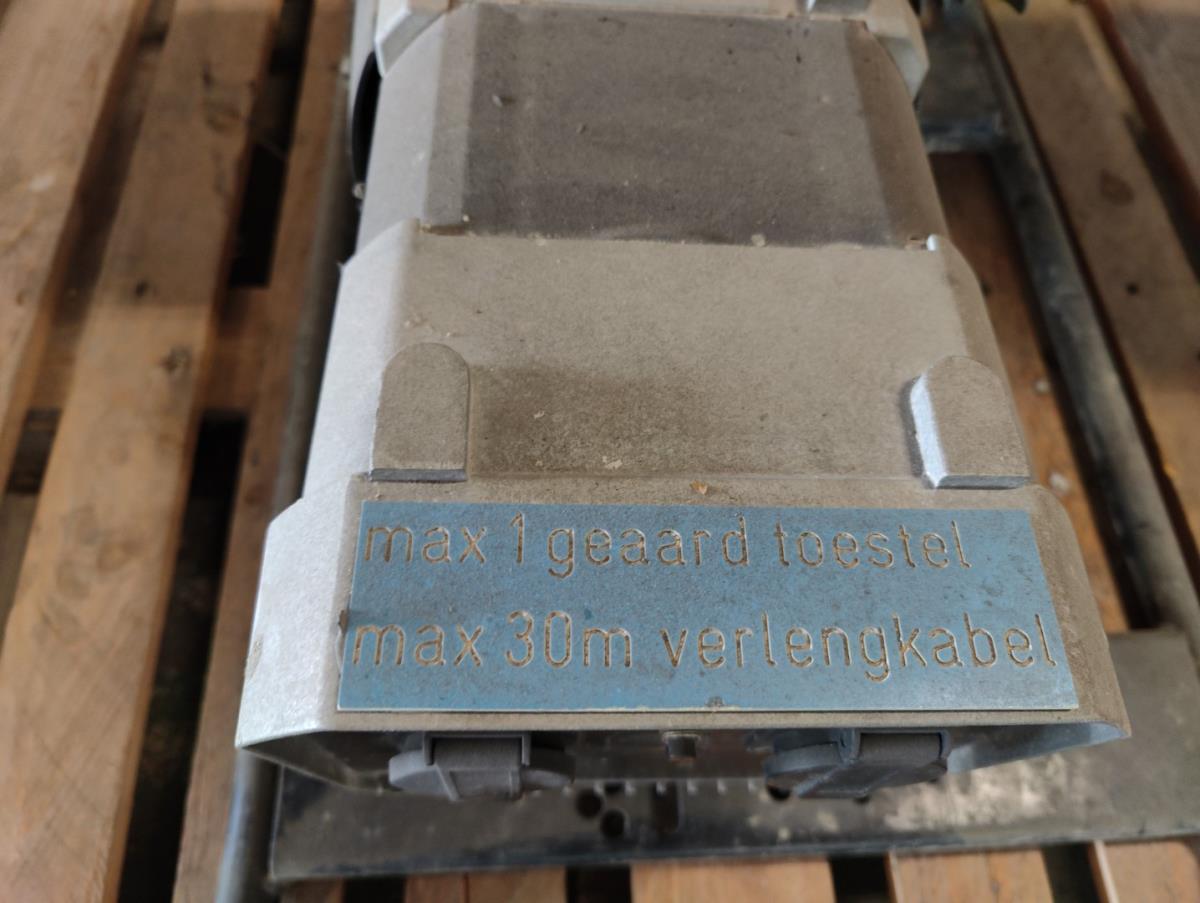 max 1 geaard toestel
max 30m verlengkabel